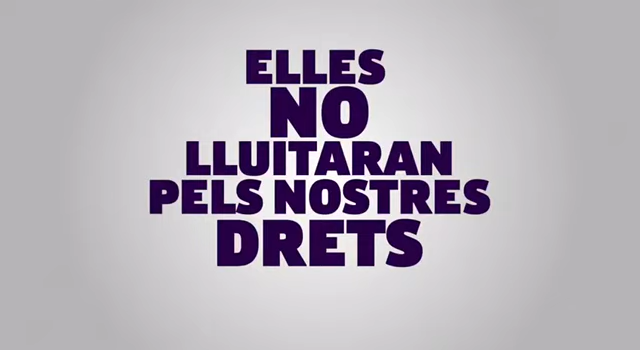 ELLES
NO
LLUITARAN
PELS NOSTRES
DRETS